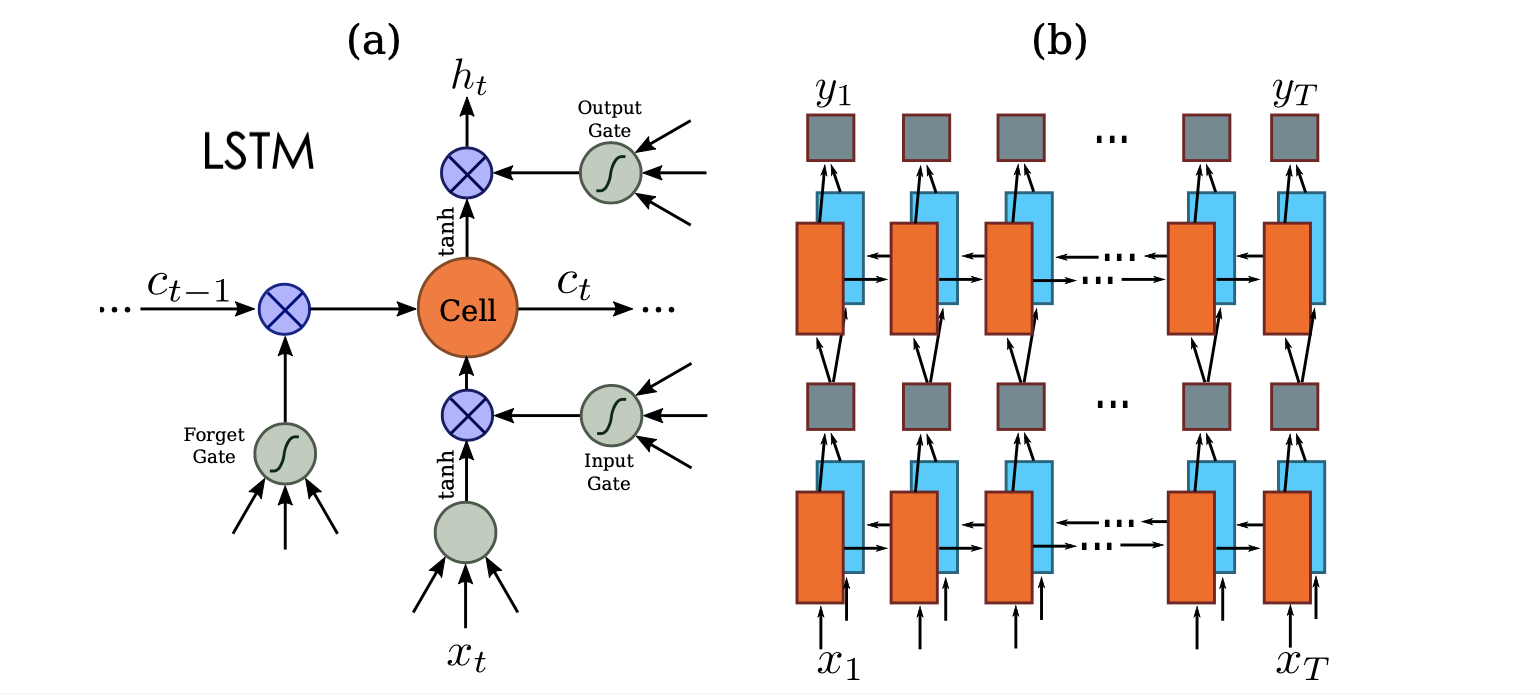 (a)
LSTM
h_t
Output
Gate
tanh
... c_{t-1}
Cell
c_t ...
Forget
Gate
tanh
Input
Gate
x_t
(b)
y_1
y_T
...
...
...
...
...
...
x_1
x_T